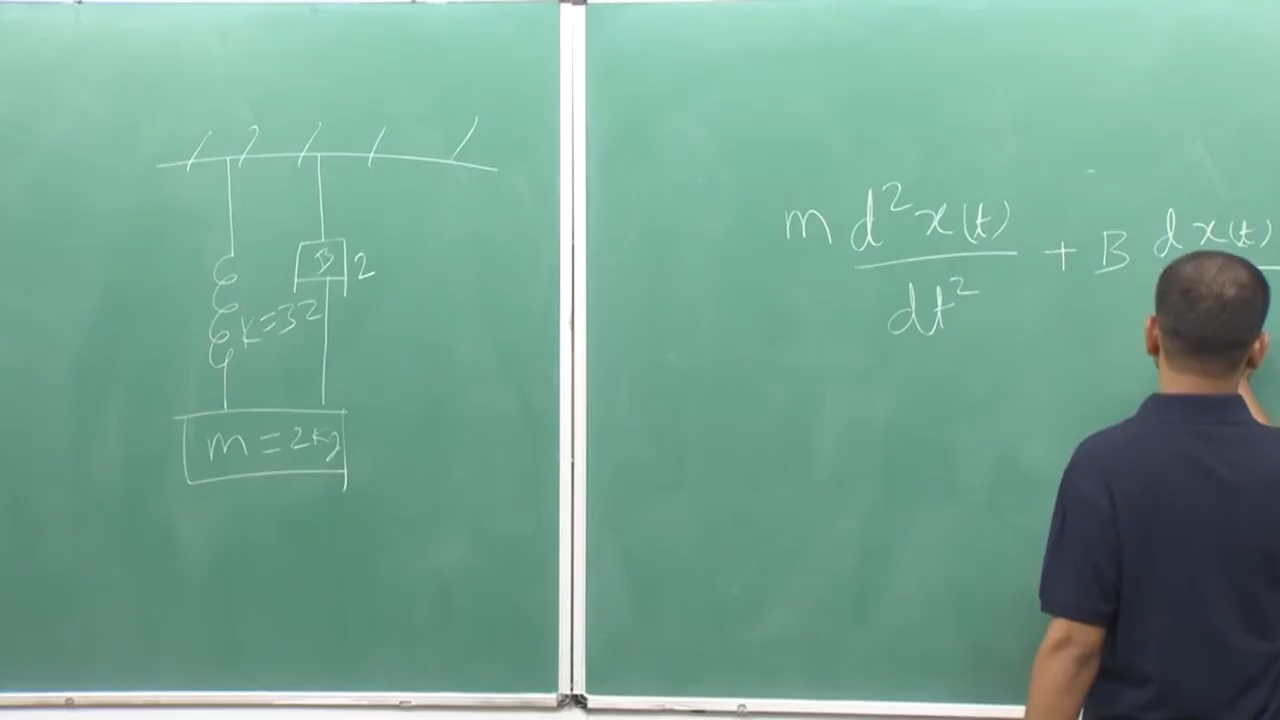 B 2
K=32
m = 2kg
m d²x(t) + B dx(t)
dt²